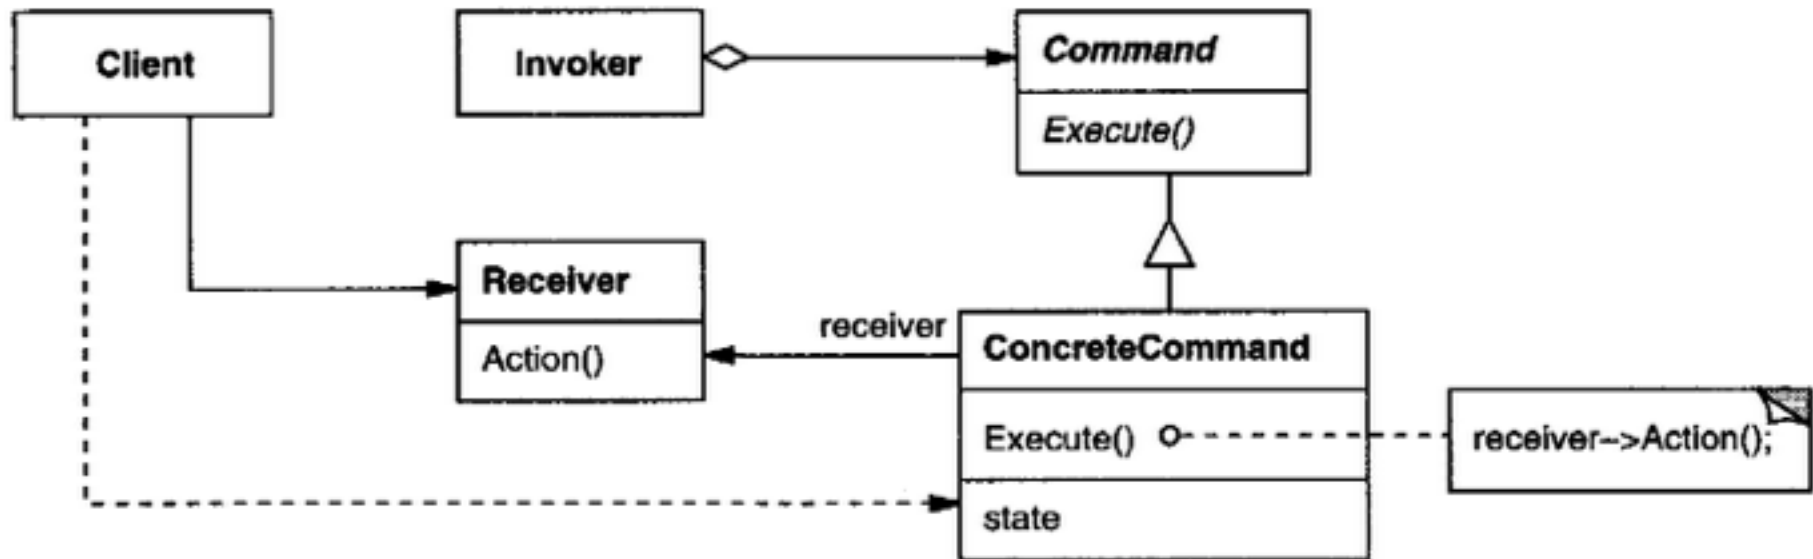 Client
Invoker
Command
Execute()
Receiver
Action()
receiver
ConcreteCommand
Execute()
state
receiver–>Action();